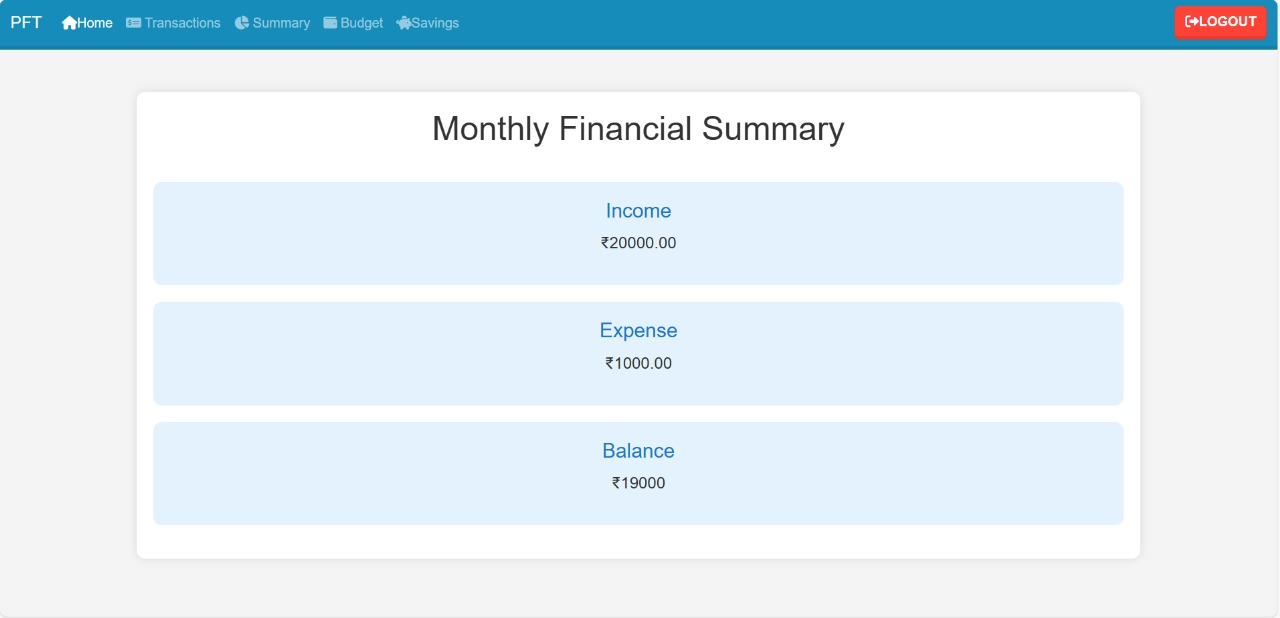 PFT Home Transactions Summary Budget Savings LOGOUT
Monthly Financial Summary
Income
₹20000.00
Expense
₹1000.00
Balance
₹19000